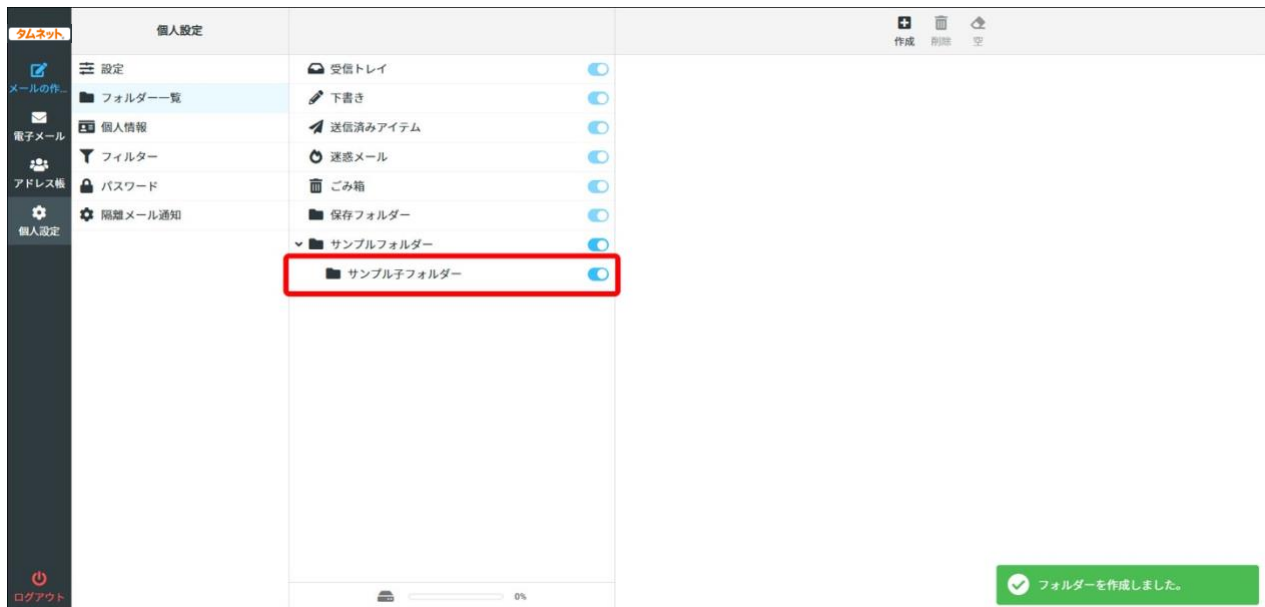 タムネット
メールの作...
電子メール
アドレス帳
個人設定
ログアウト
個人設定
設定
フォルダー一覧
個人情報
フィルター
パスワード
隔離メール通知
受信トレイ
下書き
送信済みアイテム
迷惑メール
ごみ箱
保存フォルダー
サンプルフォルダー
サンプル子フォルダー
0%
作成
削除
空
フォルダーを作成しました。